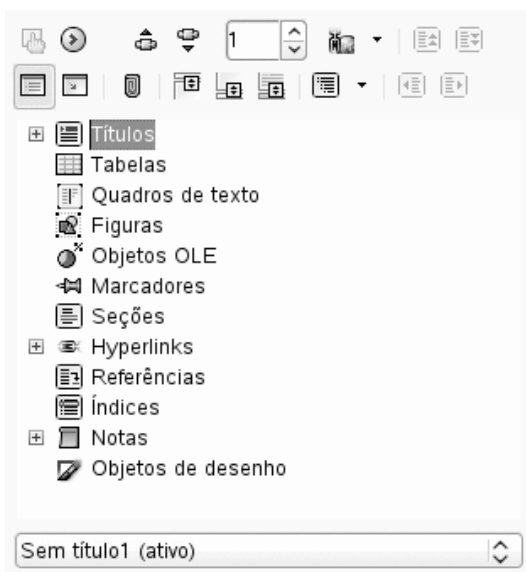 1
Títulos
Tabelas
Quadros de texto
Figuras
Objetos OLE
Marcadores
Seções
Hyperlinks
Referências
Índices
Notas
Objetos de desenho
Sem título1 (ativo)